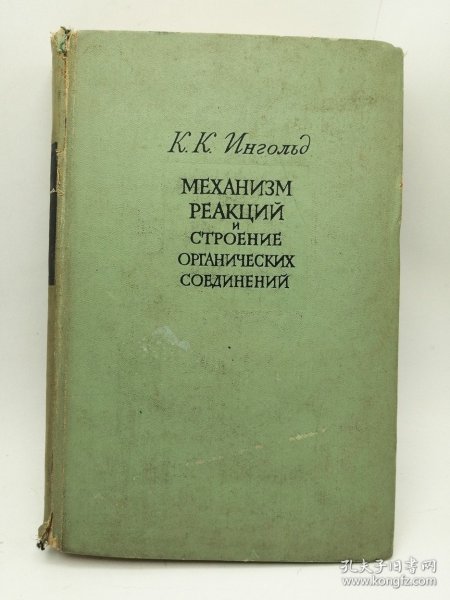 К. К. Ингольд
МЕХАНИЗМ
РЕАКЦИЙ
И
СТРОЕНИЕ
ОРГАНИЧЕСКИХ
СОЕДИНЕНИЙ
孔夫子旧书网
www.kongfz.com